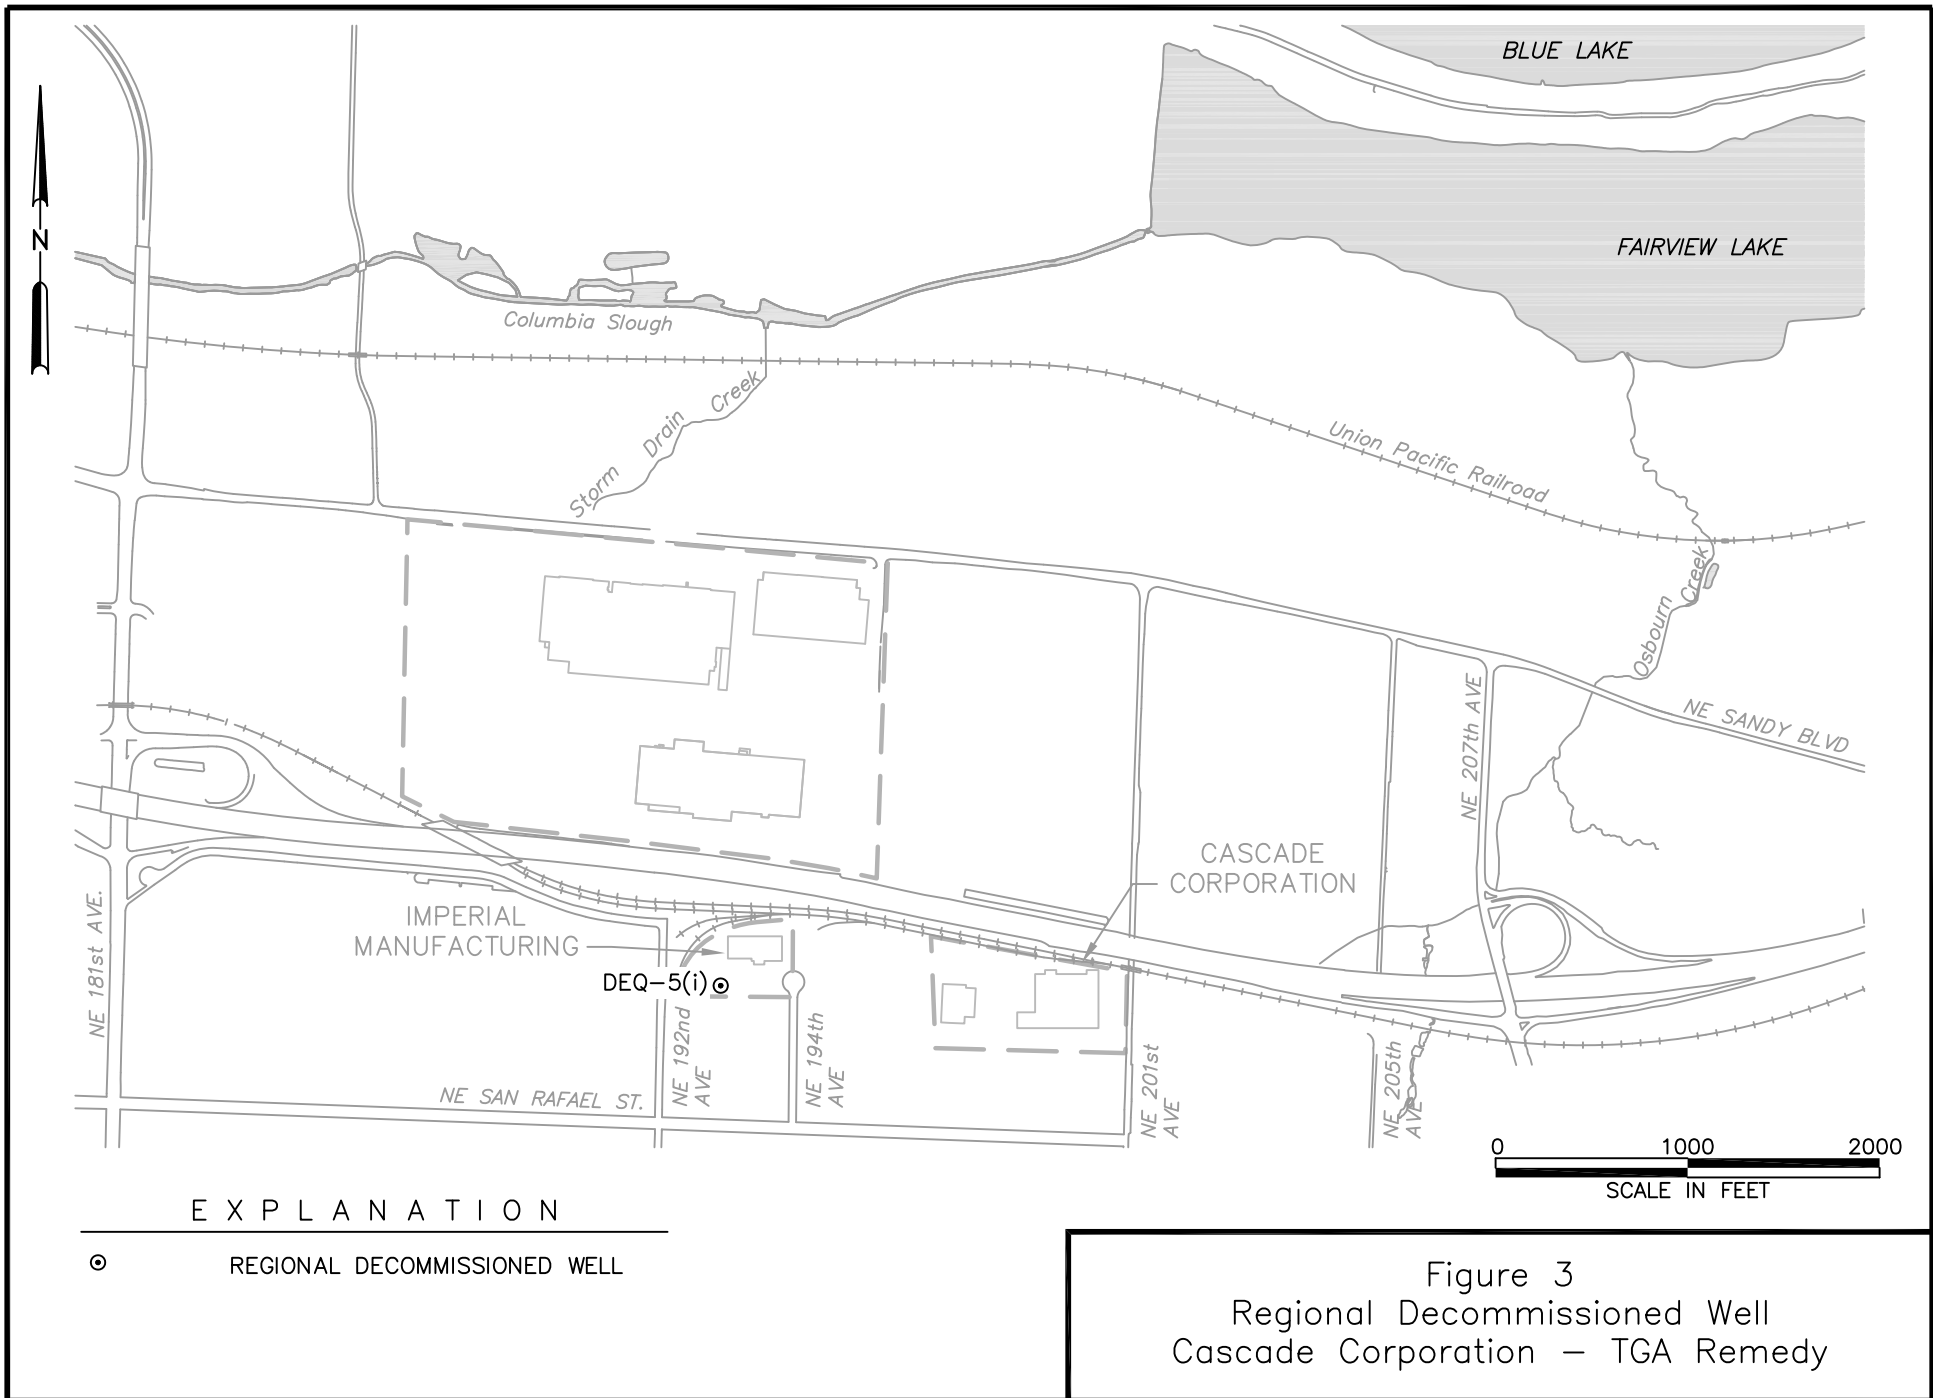 BLUE LAKE
FAIRVIEW LAKE
N
Columbia Slough
Storm Drain Creek
Union Pacific Railroad
Osbourn Creek
NE SANDY BLVD
NE 207th AVE
CASCADE
CORPORATION
IMPERIAL
MANUFACTURING
DEQ-5(i)
NE 181st AVE.
NE 192nd
AVE
NE 194th
AVE
NE 201st
AVE
NE 205th
AVE
NE SAN RAFAEL ST.
0 1000 2000
SCALE IN FEET
EXPLANATION
REGIONAL DECOMMISSIONED WELL
Figure 3
Regional Decommissioned Well
Cascade Corporation – TGA Remedy